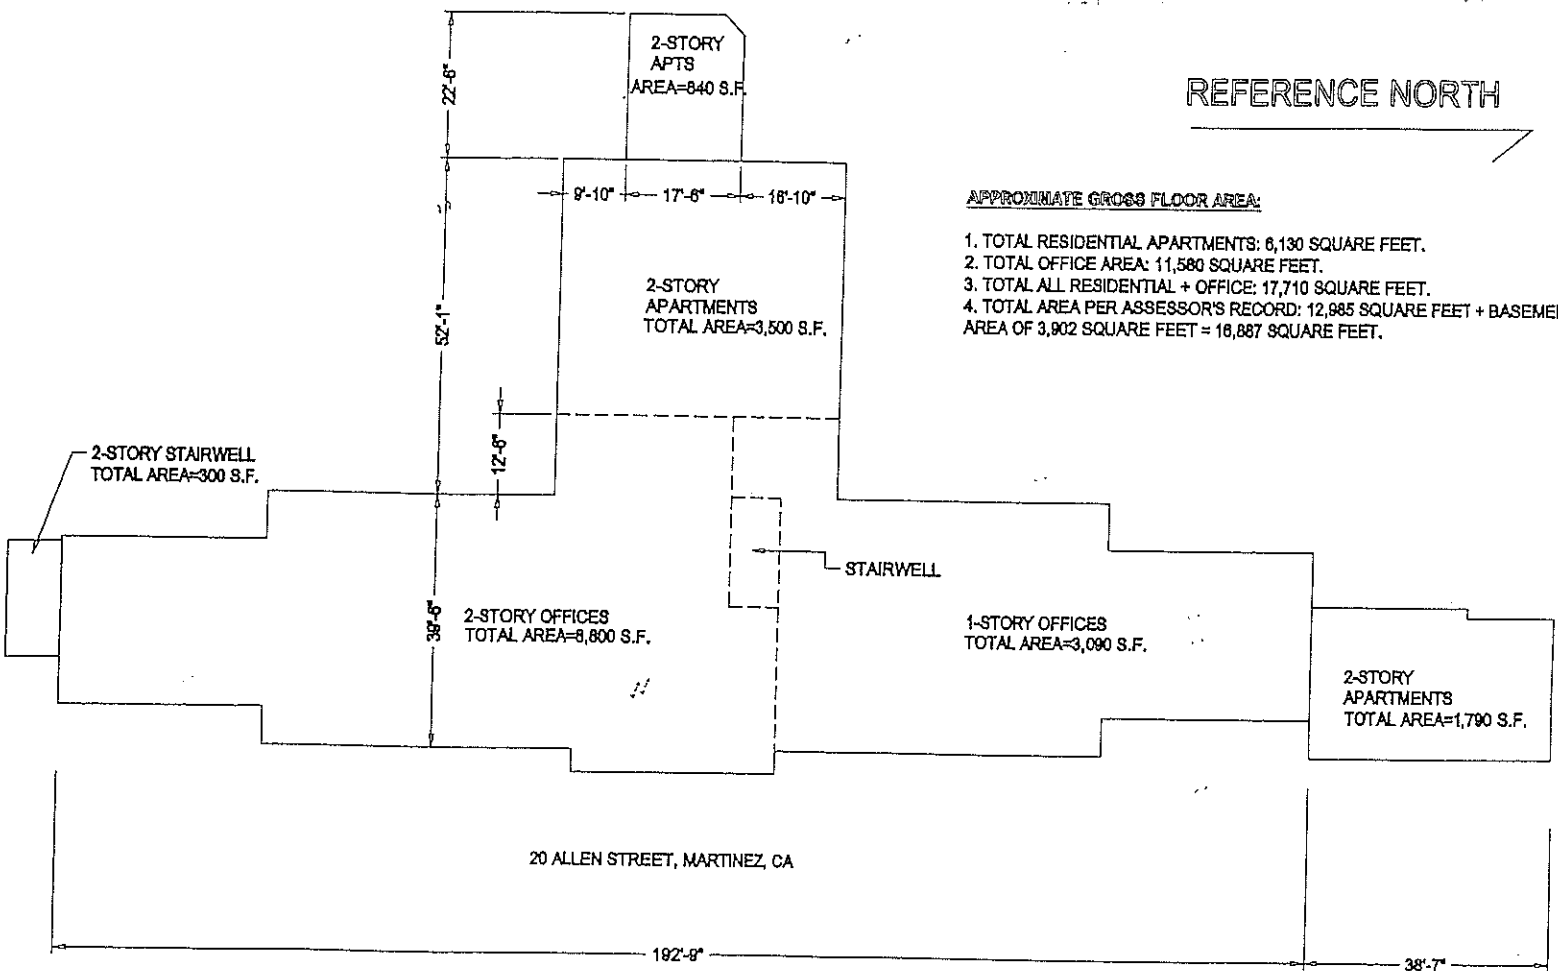 2-STORY
APTS
AREA=840 S.F.
22'-6"
REFERENCE NORTH
9'-10"
17'-6"
16'-10"
APPROXIMATE GROSS FLOOR AREA:
1. TOTAL RESIDENTIAL APARTMENTS: 6,130 SQUARE FEET.
2. TOTAL OFFICE AREA: 11,580 SQUARE FEET.
3. TOTAL ALL RESIDENTIAL + OFFICE: 17,710 SQUARE FEET.
4. TOTAL AREA PER ASSESSOR'S RECORD: 12,985 SQUARE FEET + BASEME
AREA OF 3,902 SQUARE FEET = 16,887 SQUARE FEET.
2-STORY
APARTMENTS
TOTAL AREA=3,500 S.F.
52'-1"
12'-6"
2-STORY STAIRWELL
TOTAL AREA=300 S.F.
STAIRWELL
39'-6"
2-STORY OFFICES
TOTAL AREA=8,800 S.F.
1-STORY OFFICES
TOTAL AREA=3,090 S.F.
2-STORY
APARTMENTS
TOTAL AREA=1,790 S.F.
20 ALLEN STREET, MARTINEZ, CA
192'-9"
38'-7"